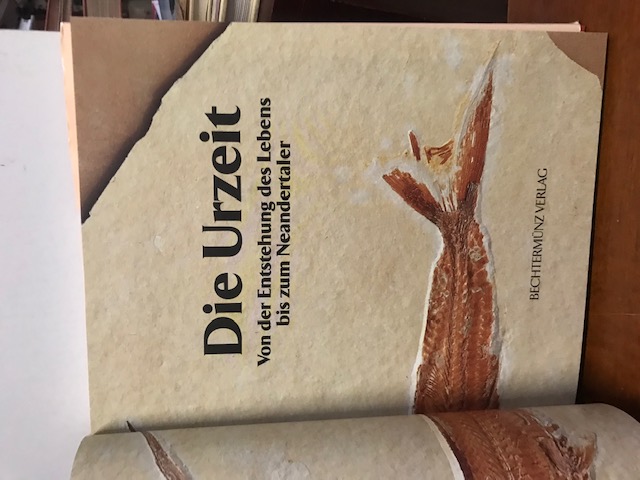 Die Urzeit
Von der Entstehung des Lebens
bis zum Neandertaler
BECHTERMÜNZ VERLAG